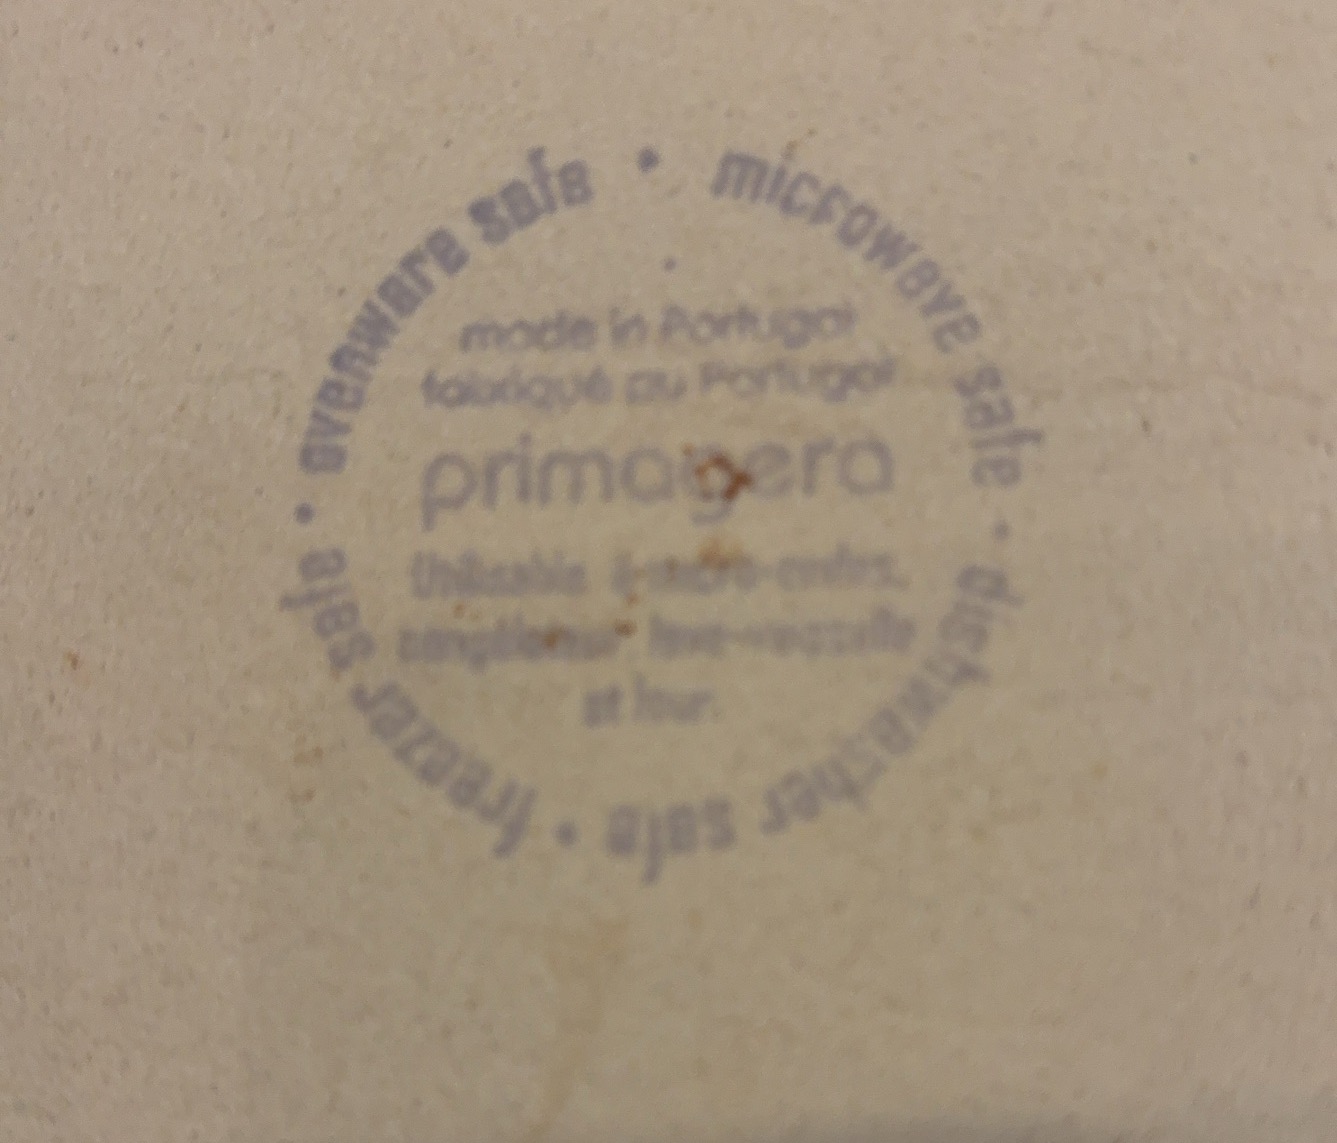 ovenware safe • microwave safe • dishwasher safe • freezer safe •
made in Portugal
fabriqué au Portugal
primagera
Utilisable à micro-ondes,
congélateur lave-vaisselle
et four.